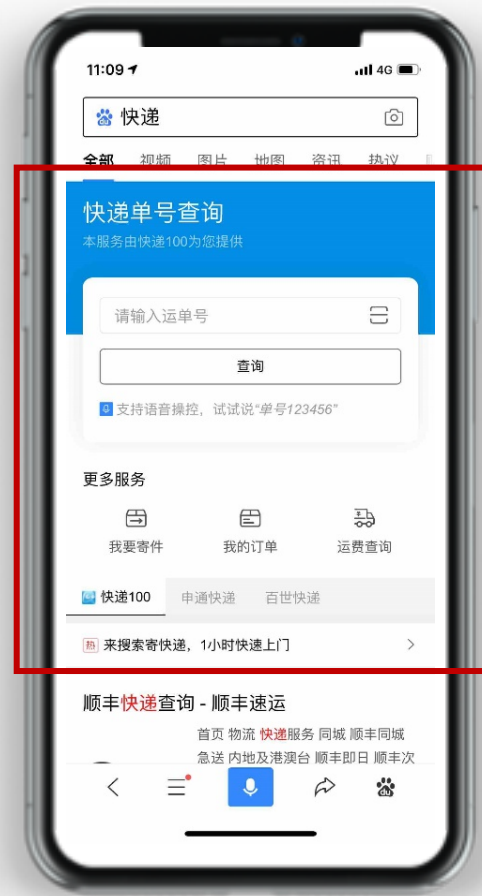 11:09
4G
快递
全部 视频 图片 地图 资讯 热议
快递单号查询
本服务由快递100为您提供
请输入运单号
查询
支持语音操控，试试说“单号123456”
更多服务
我要寄件 我的订单 运费查询
快递100 申通快递 百世快递
热 来搜索寄快递，1小时快速上门
顺丰快递查询 - 顺丰速运
首页 物流 快递服务 同城 顺丰同城
急送 内地及港澳台 顺丰即日 顺丰次
du